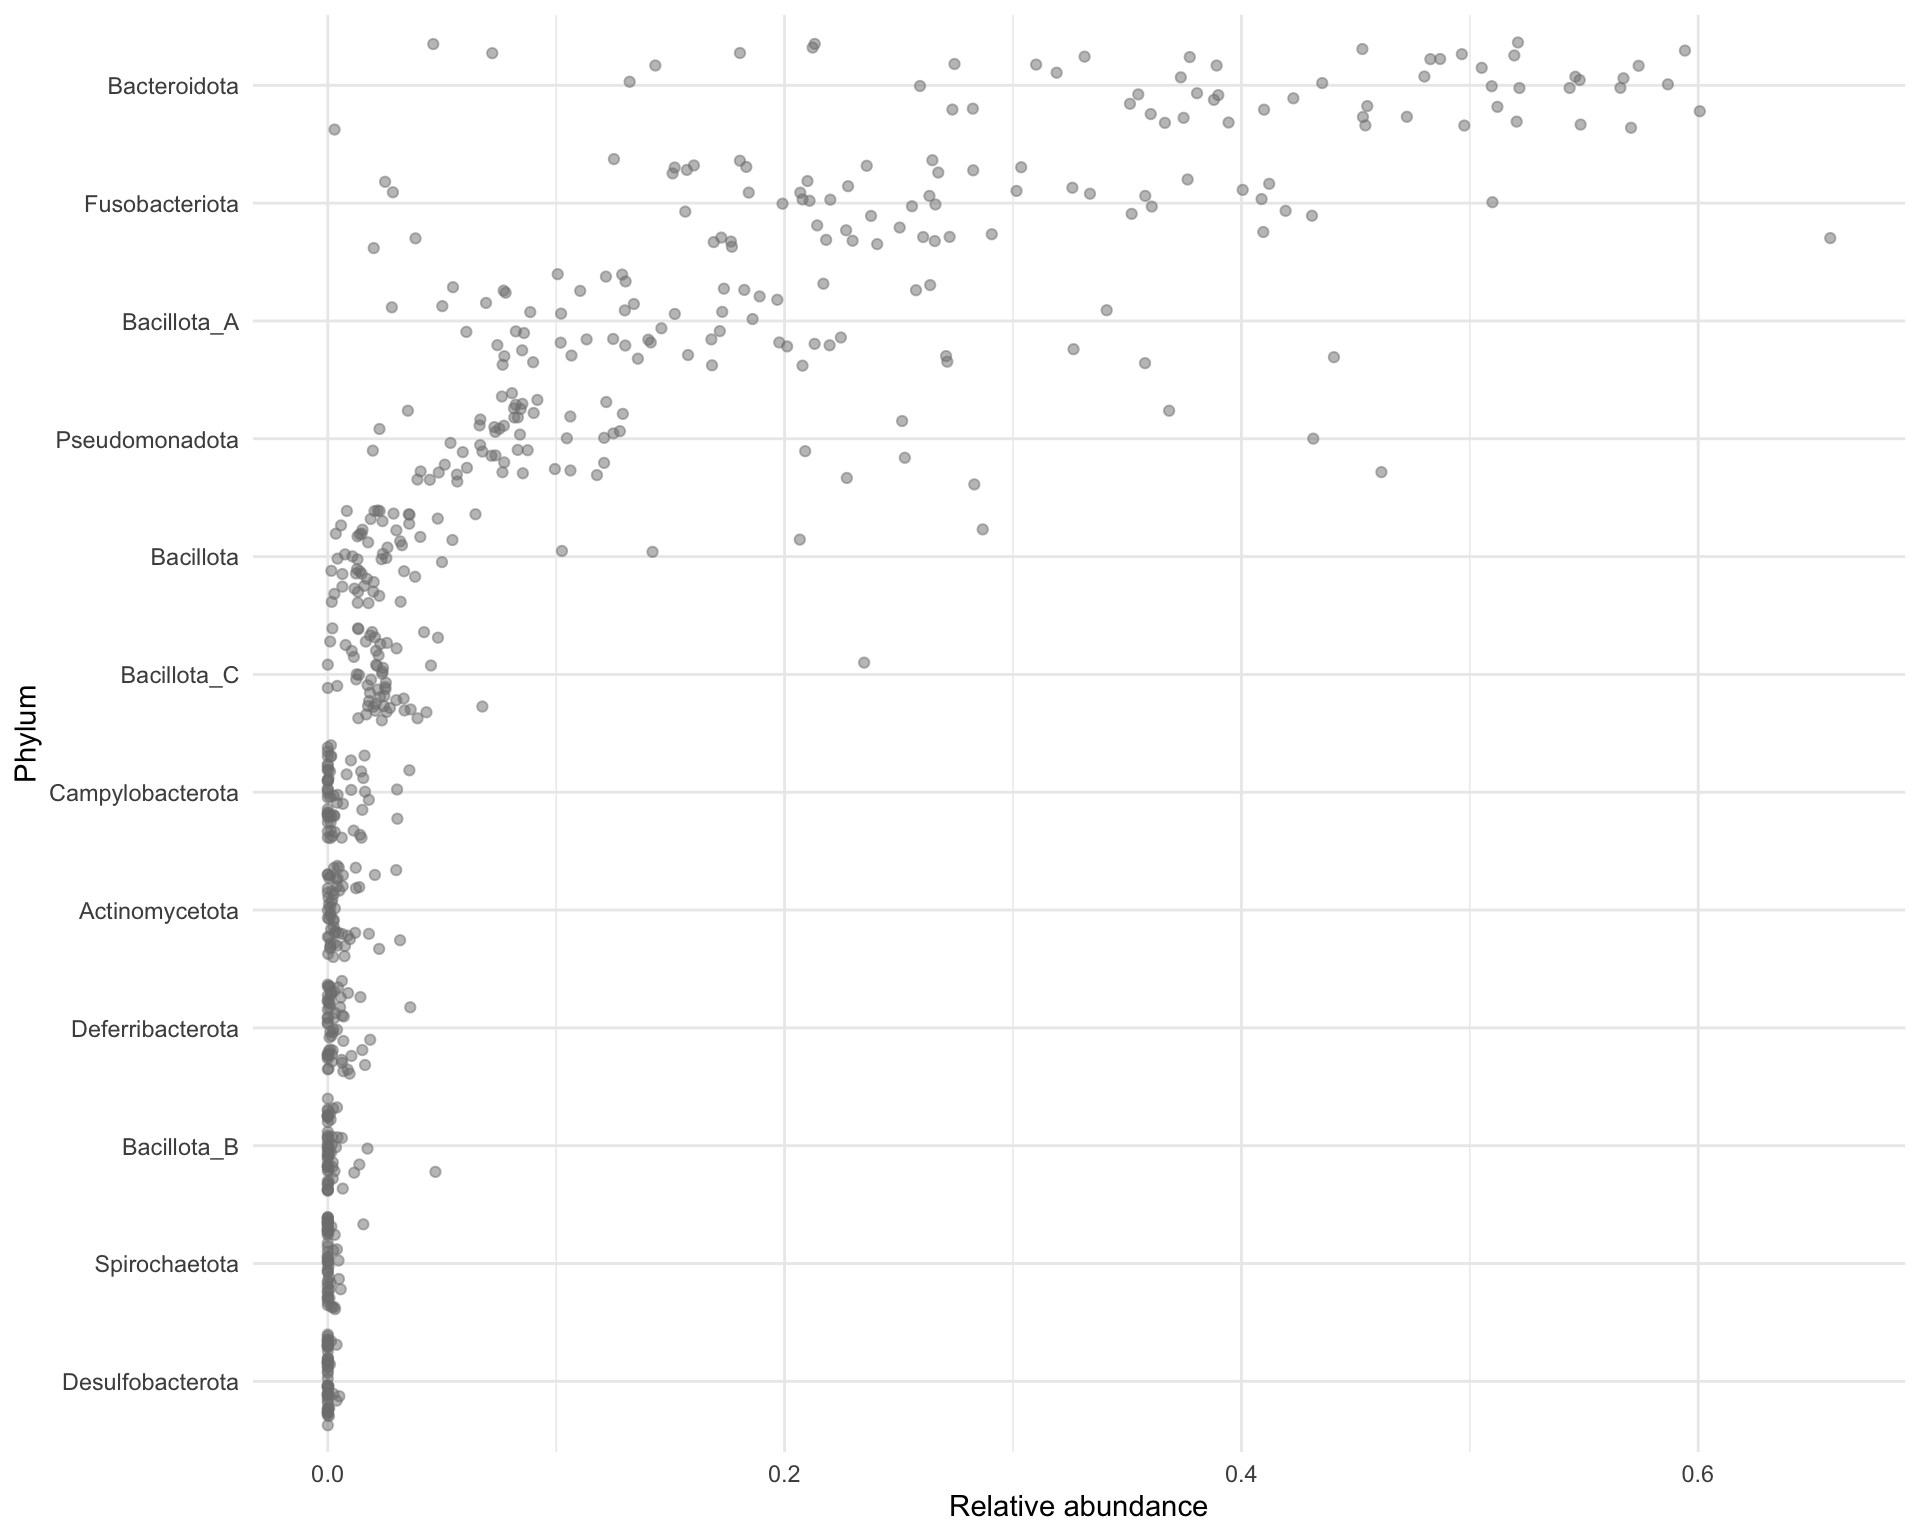 Bacteroidota
Fusobacteriota
Bacillota_A
Pseudomonadota
Bacillota
Bacillota_C
Phylum
Campylobacterota
Actinomycetota
Deferribacterota
Bacillota_B
Spirochaetota
Desulfobacterota
0.0 0.2 0.4 0.6
Relative abundance